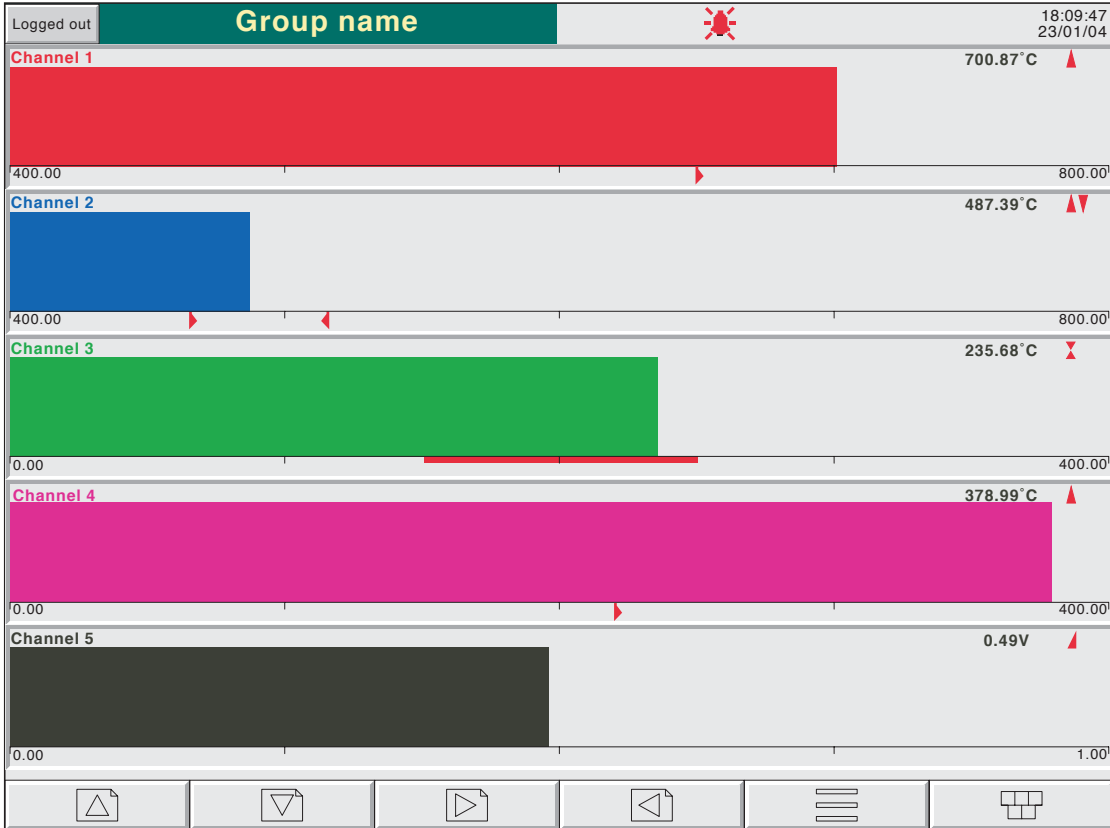 Logged out
Group name
18:09:47
23/01/04
Channel 1
700.87°C
400.00
800.00
Channel 2
487.39°C
400.00
800.00
Channel 3
235.68°C
0.00
400.00
Channel 4
378.99°C
0.00
400.00
Channel 5
0.49V
0.00
1.00